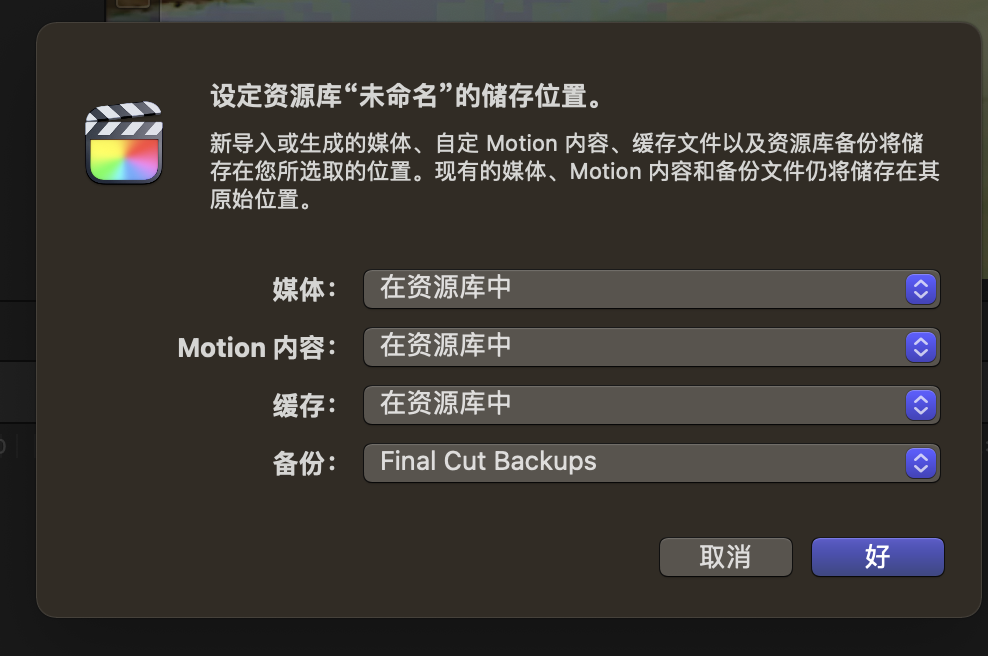 设定资源库“未命名”的储存位置。
新导入或生成的媒体、自定 Motion 内容、缓存文件以及资源库备份将储
存在您所选取的位置。现有的媒体、Motion 内容和备份文件仍将储存在其
原始位置。
媒体： 在资源库中
Motion 内容： 在资源库中
缓存： 在资源库中
备份： Final Cut Backups
取消 好